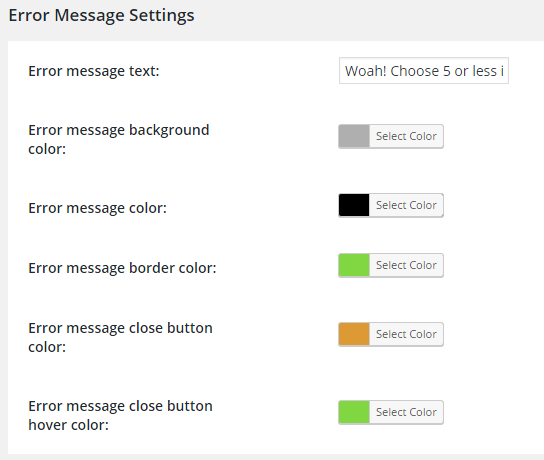 Error Message Settings
Error message text:
Woah! Choose 5 or less i
Error message background
color:
Select Color
Error message color:
Select Color
Error message border color:
Select Color
Error message close button
color:
Select Color
Error message close button
hover color:
Select Color